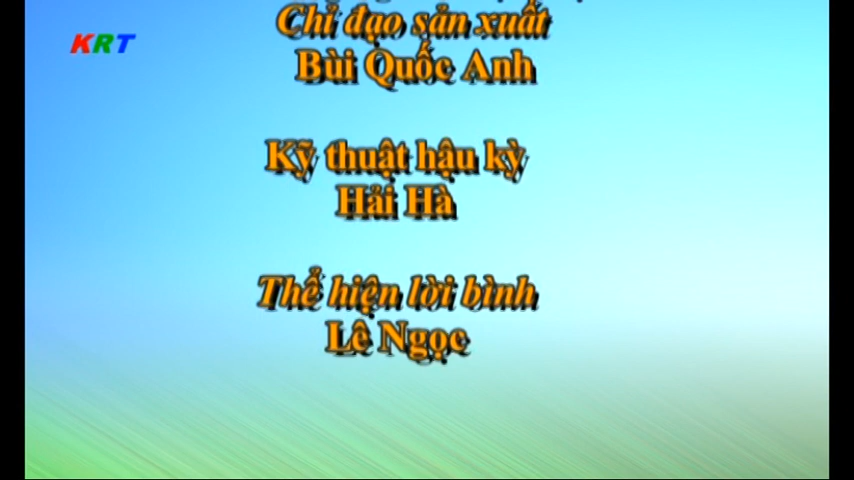 KRT
Chỉ đạo sản xuất
Bùi Quốc Anh
Kỹ thuật hậu kỳ
Hải Hà
Thể hiện lời bình
Lê Ngọc